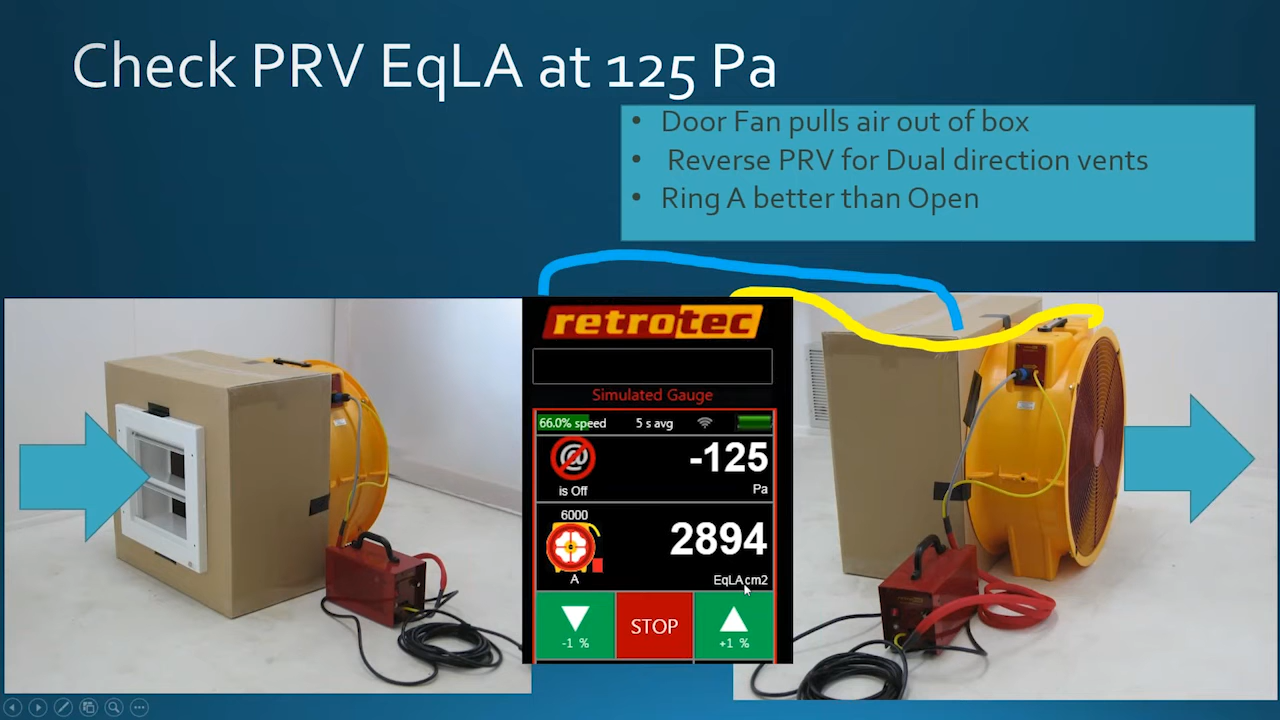 Check PRV EqLA at 125 Pa
• Door Fan pulls air out of box
• Reverse PRV for Dual direction vents
• Ring A better than Open
retrotec
Simulated Gauge
66.0% speed 5 s avg
@ -125
is Off Pa
6000
2894
A EqLA cm2
-1 % STOP +1 %